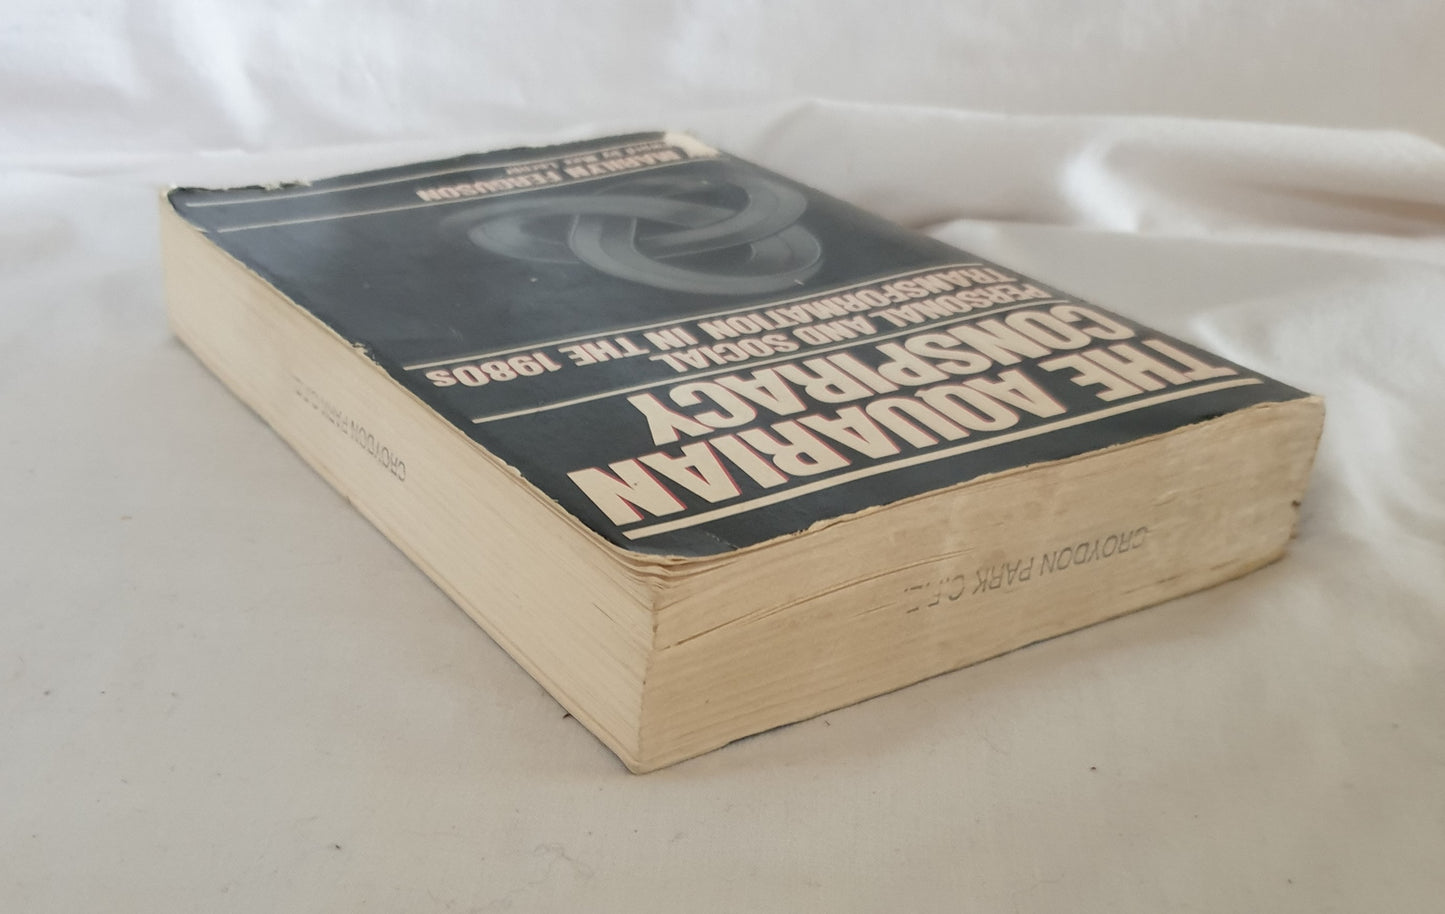 THE AQUARIAN
CONSPIRACY
PERSONAL AND SOCIAL
TRANSFORMATION IN THE 1980s
MARILYN FERGUSON
CROYDON PARK C.F.E.
CROYDON PARK